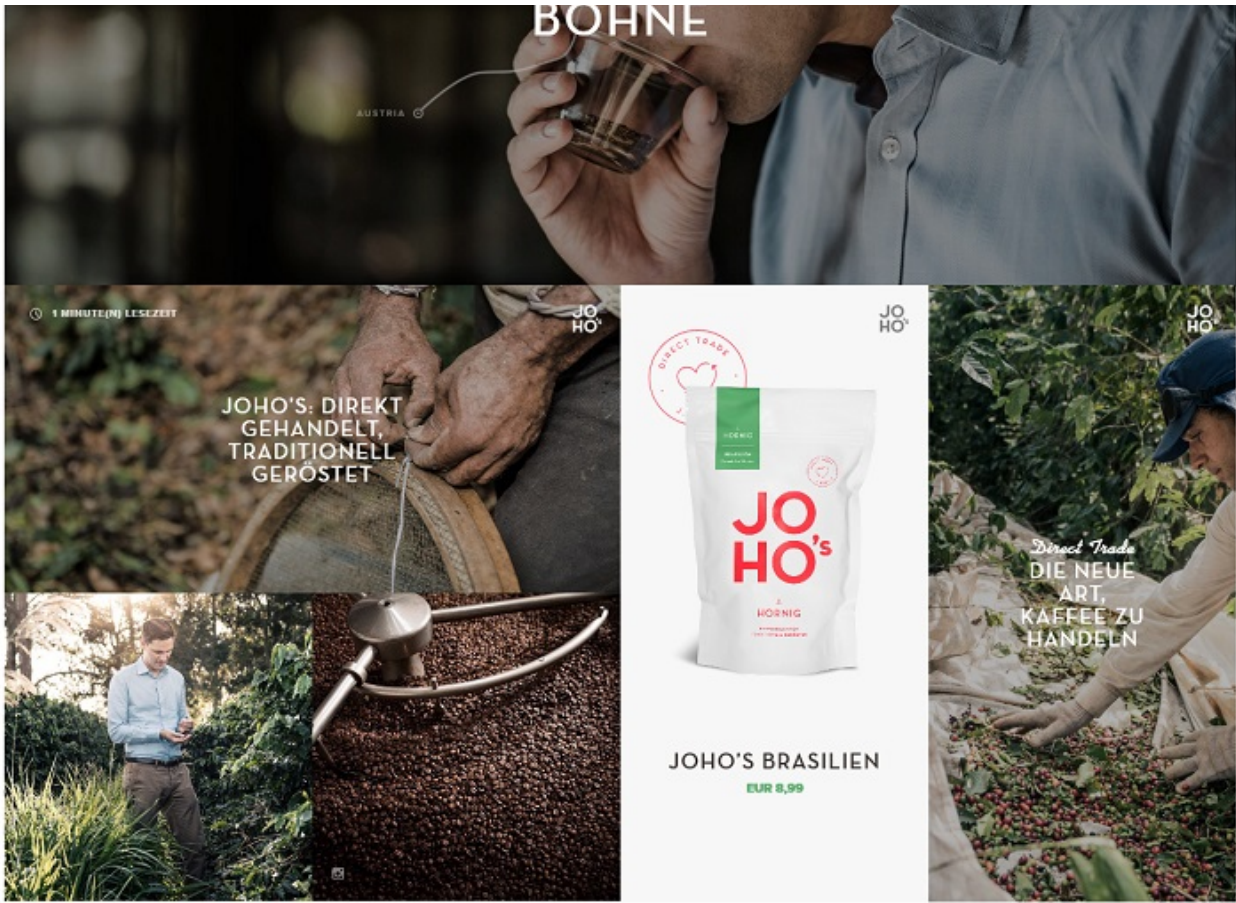 BOHNE
AUSTRIA
1 MINUTE(N) LESEZEIT
JO
HO's
JOHO'S: DIREKT
GEHANDELT,
TRADITIONELL
GERÖSTET
JO
HO's
DIRECT TRADE
HORNIG
JO
HO's
J.
HORNIG
JOHO'S BRASILIEN
EUR 8,99
JO
HO's
Direct Trade
DIE NEUE
ART,
KAFFEE ZU
HANDELN